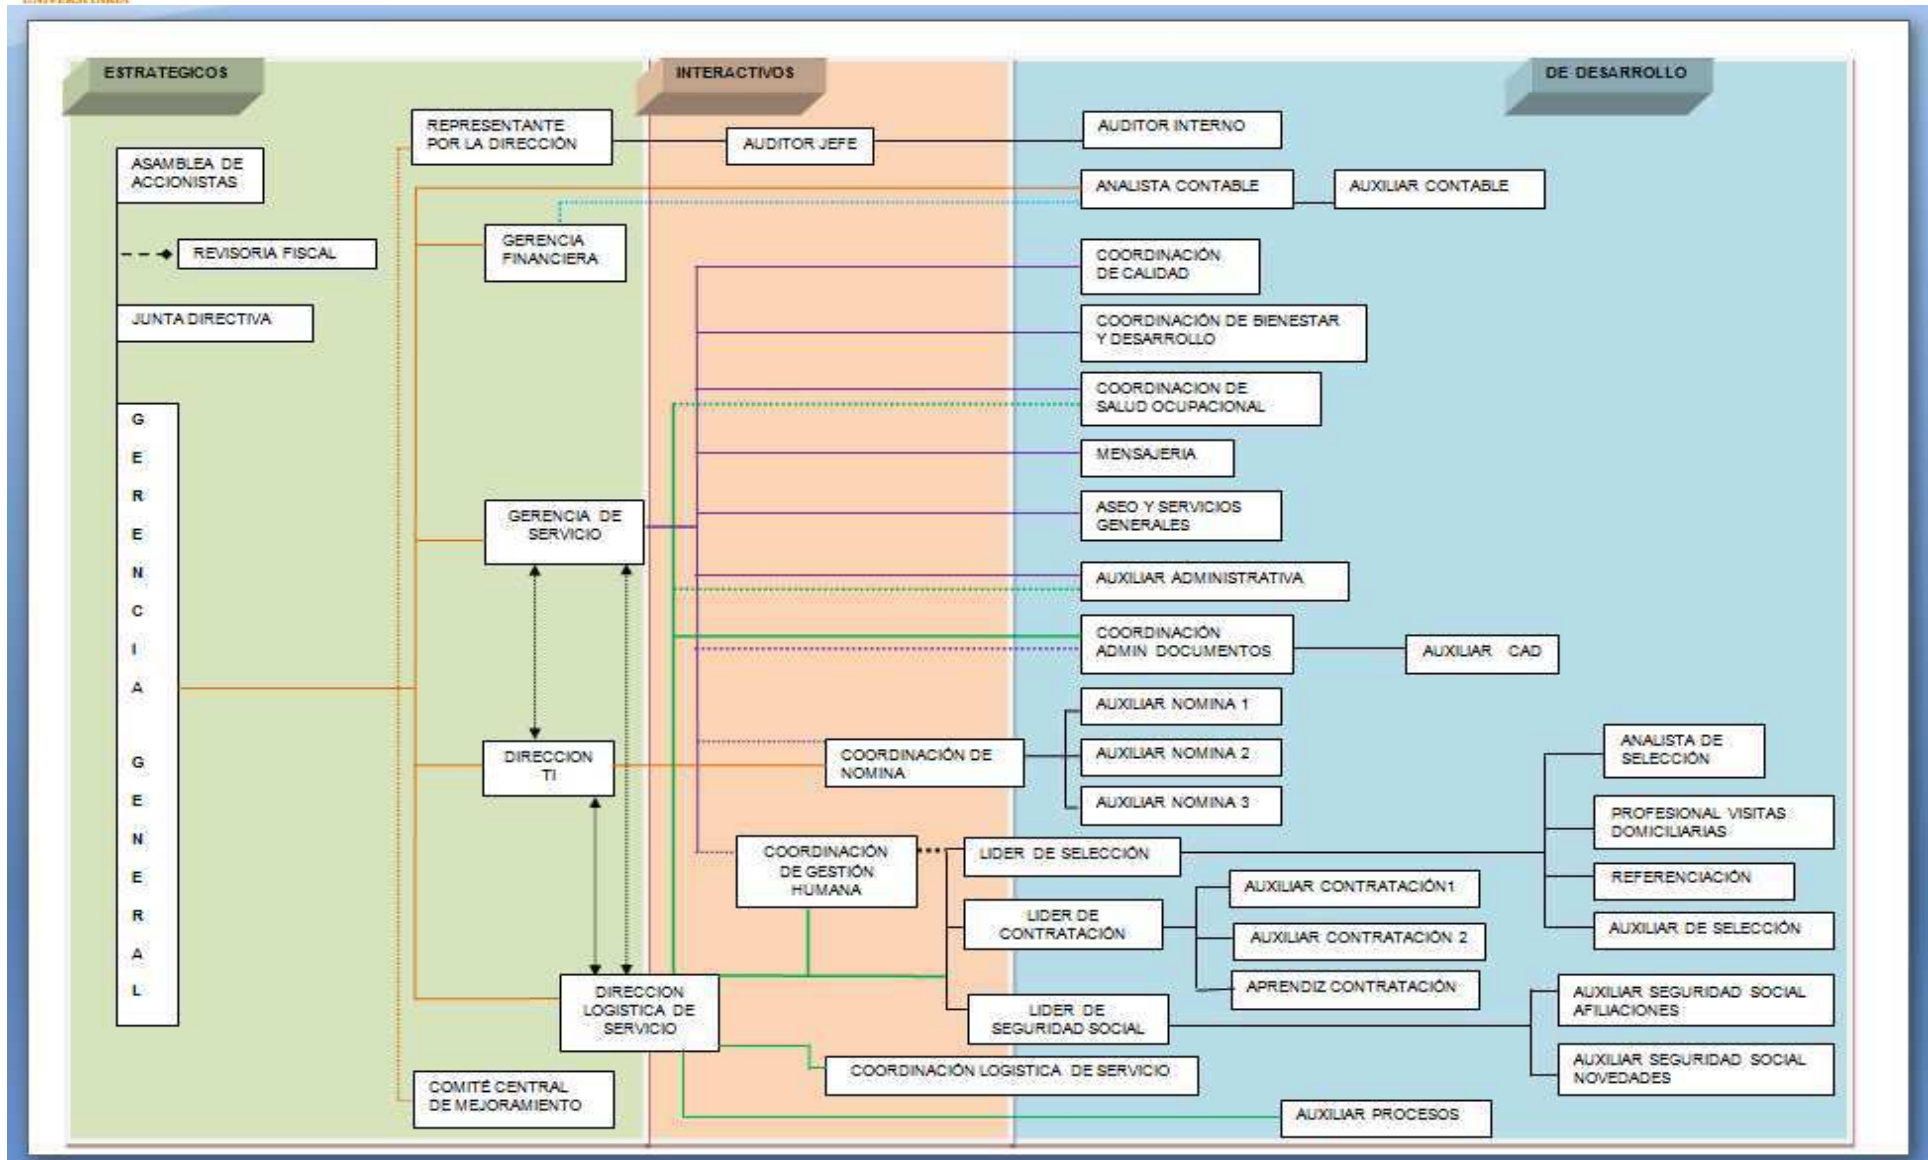 UNIVERSITARIA
ESTRATEGICOS
INTERACTIVOS
DE DESARROLLO
REPRESENTANTE
POR LA DIRECCIÓN
AUDITOR JEFE
AUDITOR INTERNO
ASAMBLEA DE
ACCIONISTAS
ANALISTA CONTABLE
AUXILIAR CONTABLE
REVISORIA FISCAL
GERENCIA
FINANCIERA
COORDINACIÓN
DE CALIDAD
JUNTA DIRECTIVA
COORDINACIÓN DE BIENESTAR
Y DESARROLLO
COORDINACION DE
SALUD OCUPACIONAL
MENSAJERIA
G
E
R
E
N
C
I
A
G
E
N
E
R
A
L
GERENCIA DE
SERVICIO
ASEO Y SERVICIOS
GENERALES
AUXILIAR ADMINISTRATIVA
COORDINACIÓN
ADMIN DOCUMENTOS
AUXILIAR CAD
DIRECCION
TI
COORDINACIÓN DE
NOMINA
AUXILIAR NOMINA 1
AUXILIAR NOMINA 2
AUXILIAR NOMINA 3
ANALISTA DE
SELECCIÓN
PROFESIONAL VISITAS
DOMICILIARIAS
REFERENCIACIÓN
AUXILIAR DE SELECCIÓN
COORDINACIÓN
DE GESTIÓN
HUMANA
LIDER DE SELECCIÓN
LIDER DE
CONTRATACIÓN
AUXILIAR CONTRATACIÓN1
AUXILIAR CONTRATACIÓN 2
APRENDIZ CONTRATACIÓN
DIRECCION
LOGISTICA DE
SERVICIO
LIDER DE
SEGURIDAD SOCIAL
AUXILIAR SEGURIDAD SOCIAL
AFILIACIONES
AUXILIAR SEGURIDAD SOCIAL
NOVEDADES
COORDINACIÓN LOGISTICA DE SERVICIO
COMITÉ CENTRAL
DE MEJORAMIENTO
AUXILIAR PROCESOS